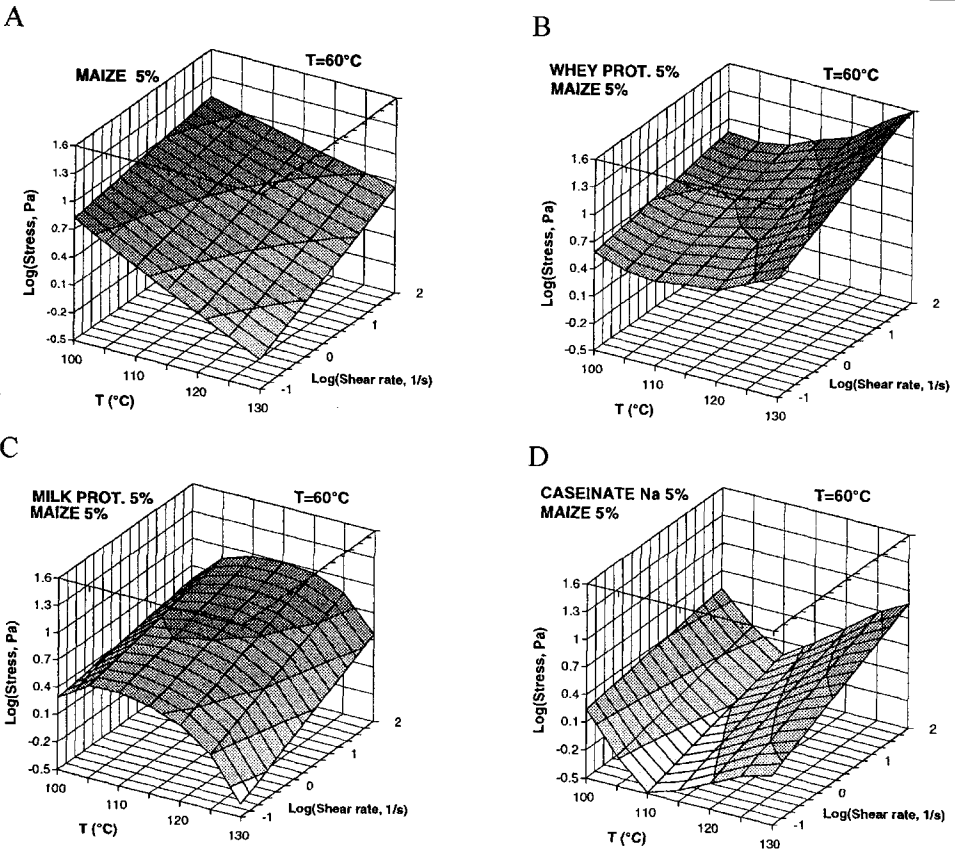 A
MAIZE 5%
T=60°C
Log(Stress, Pa)
1.6
1.3
1
0.7
0.4
0.1
-0.2
-0.5
100
110
120
130
T (°C)
-1
0
1
2
Log(Shear rate, 1/s)
B
WHEY PROT. 5%
MAIZE 5%
T=60°C
Log(Stress, Pa)
1.6
1.3
1
0.7
0.4
0.1
-0.2
-0.5
100
110
120
130
T (°C)
-1
0
1
2
Log(Shear rate, 1/s)
C
MILK PROT. 5%
MAIZE 5%
T=60°C
Log(Stress, Pa)
1.6
1.3
1
0.7
0.4
0.1
-0.2
-0.5
100
110
120
130
T (°C)
-1
0
1
2
Log(Shear rate, 1/s)
D
CASEINATE Na 5%
MAIZE 5%
T=60°C
Log(Stress, Pa)
1.6
1.3
1
0.7
0.4
0.1
-0.2
-0.5
100
110
120
130
T (°C)
-1
0
1
2
Log(Shear rate, 1/s)